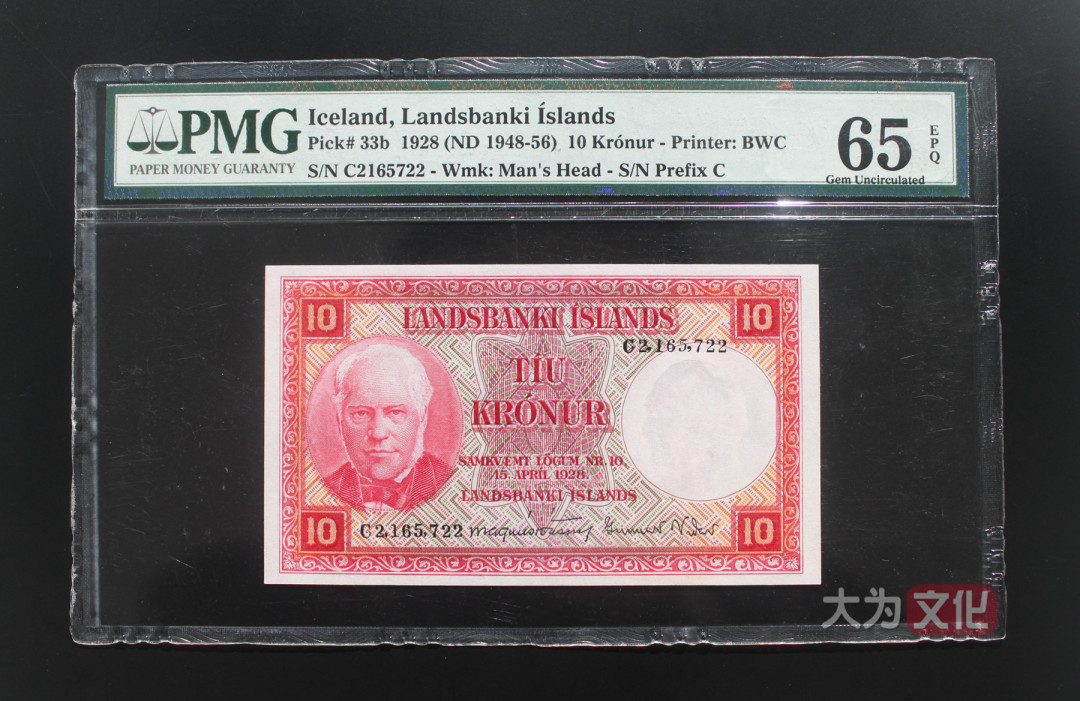 PMG
PAPER MONEY GUARANTY
Iceland, Landsbanki Íslands
Pick# 33b 1928 (ND 1948-56) 10 Krónur - Printer: BWC
S/N C2165722 - Wmk: Man's Head - S/N Prefix C
65
EPQ
Gem Uncirculated
10
LANDSBANKI ÍSLANDS
10
C2,165,722
TÍU
KRÓNUR
SAMKVÆMT LÖGUM NR. 10,
15. APRÍL 1928.
LANDSBANKI ÍSLANDS
10
C2,165,722
10
大为文化